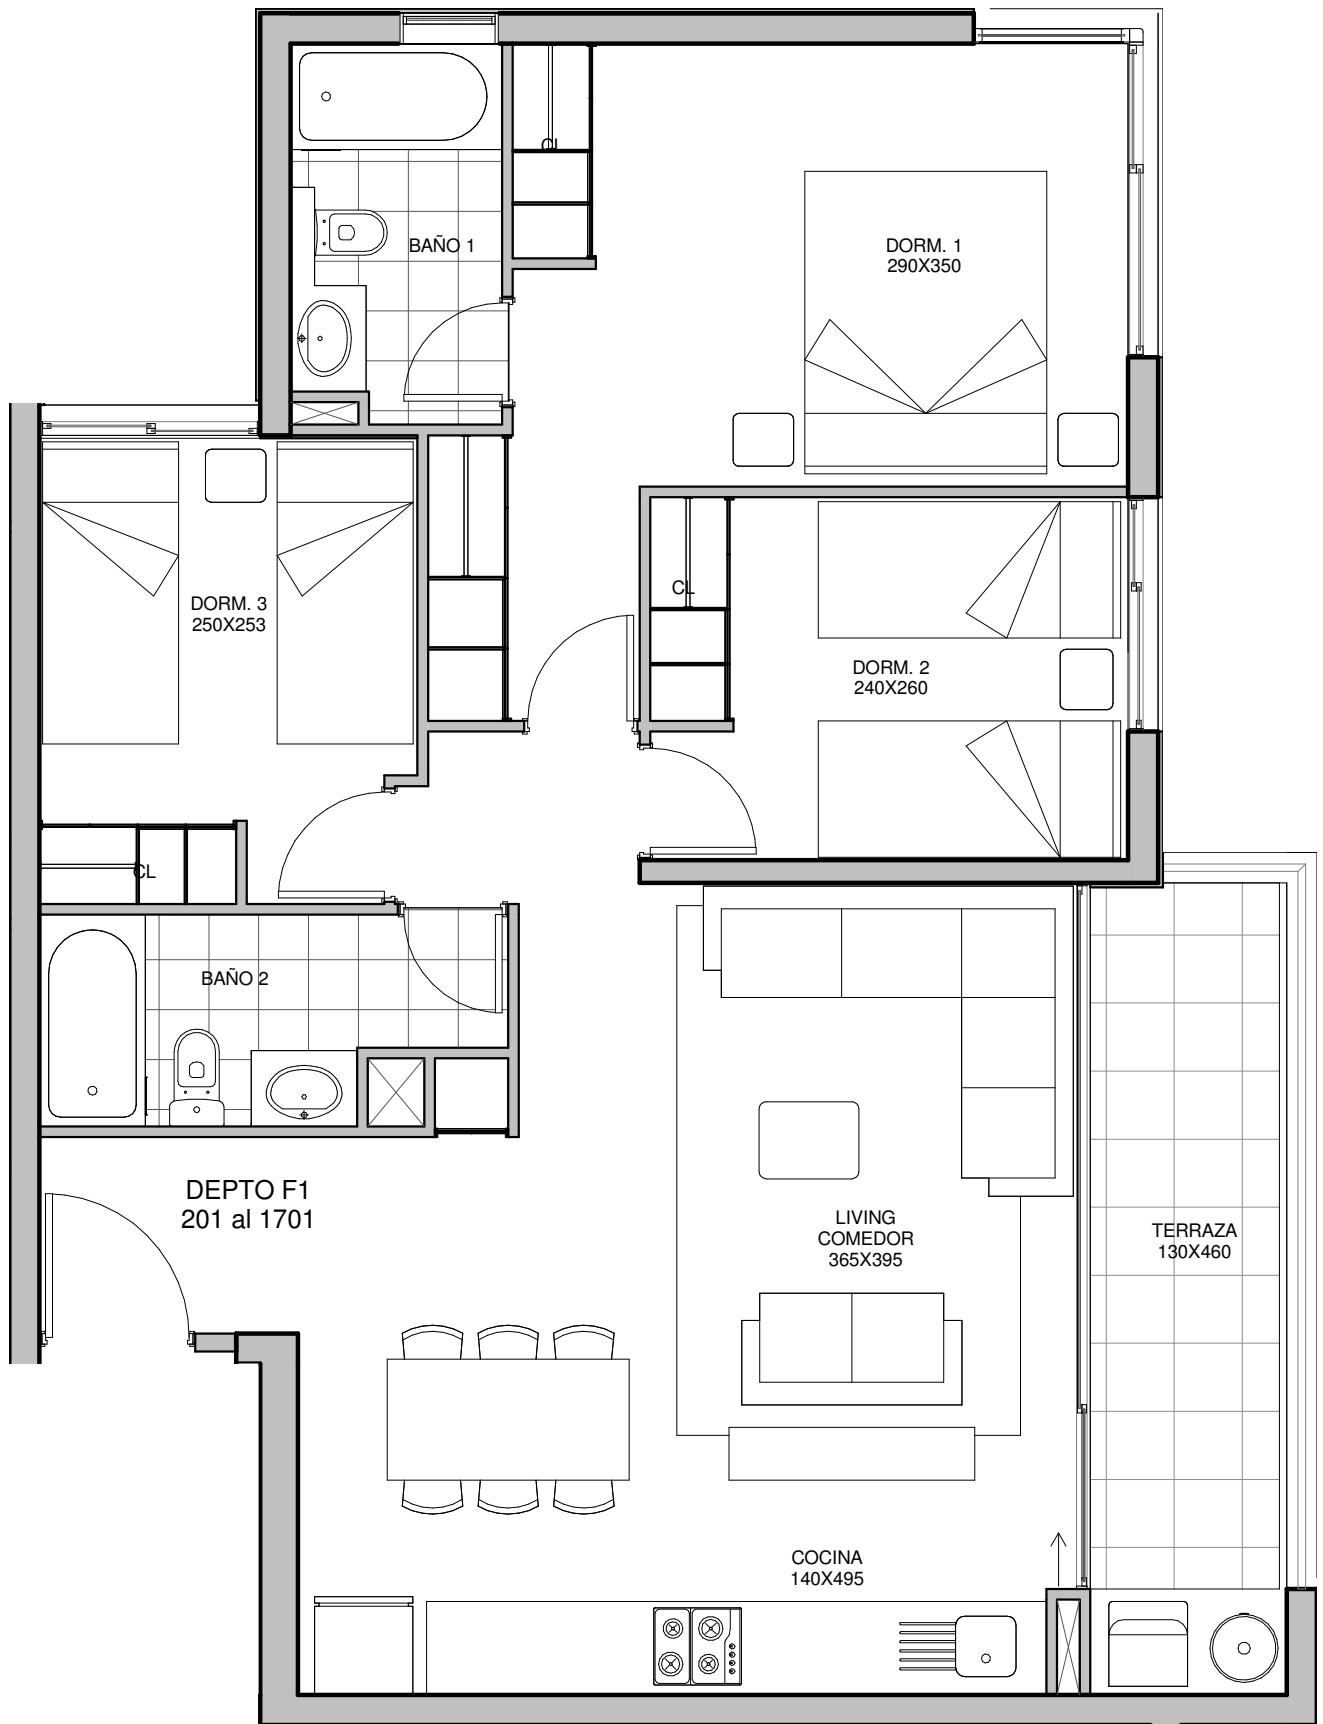 CL
BAÑO 1
DORM. 1
290X350
DORM. 3
250X253
CL
DORM. 2
240X260
CL
BAÑO 2
DEPTO F1
201 al 1701
LIVING
COMEDOR
365X395
TERRAZA
130X460
COCINA
140X495